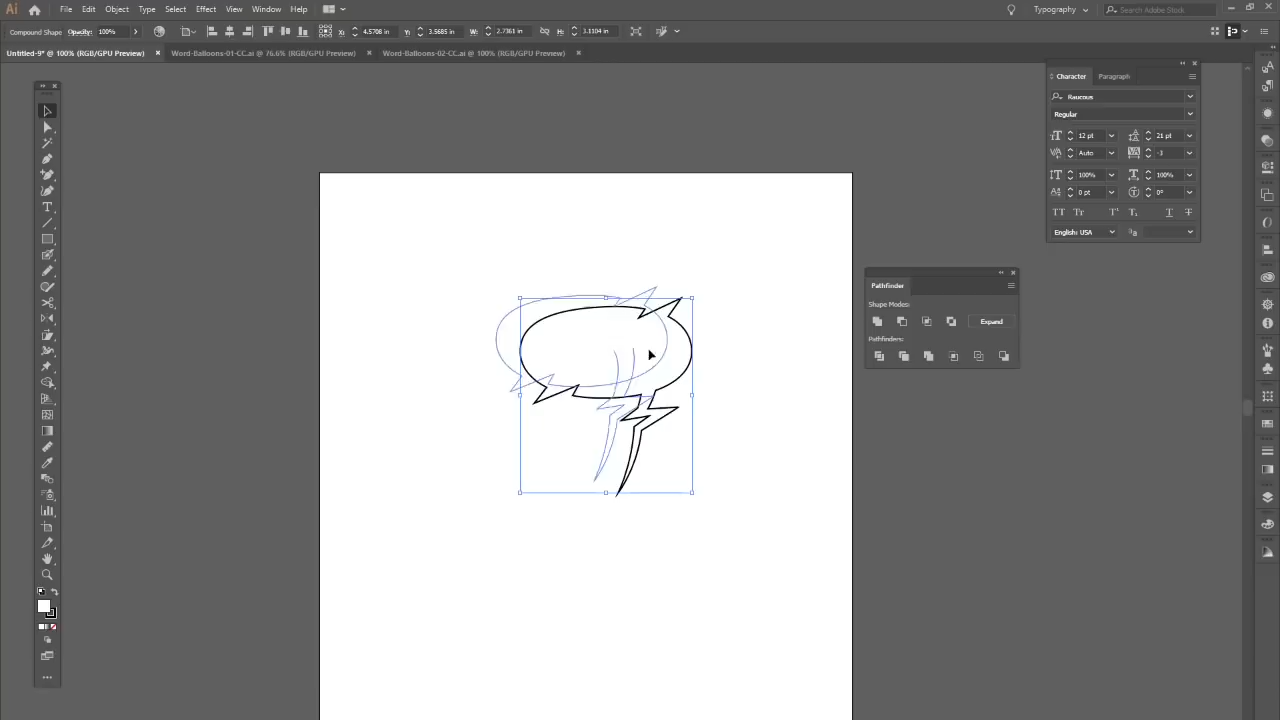 Ai File Edit Object Type Select Effect View Window Help Typography Search Adobe Stock
Compound Shape Opacity: 100% X: 4.5708 in Y: 3.5685 in W: 2.7361 in H: 3.1104 in
Untitled-9* @ 100% (RGB/GPU Preview) × Word-Balloons-01-CC.ai @ 76.6% (RGB/GPU Preview) × Word-Balloons-02-CC.ai @ 100% (RGB/GPU Preview) ×
Character Paragraph
Raucous
Regular
12 pt 21 pt
Auto -3
100% 100%
0 pt 0°
English: USA
Pathfinder
Shape Modes:
Expand
Pathfinders: